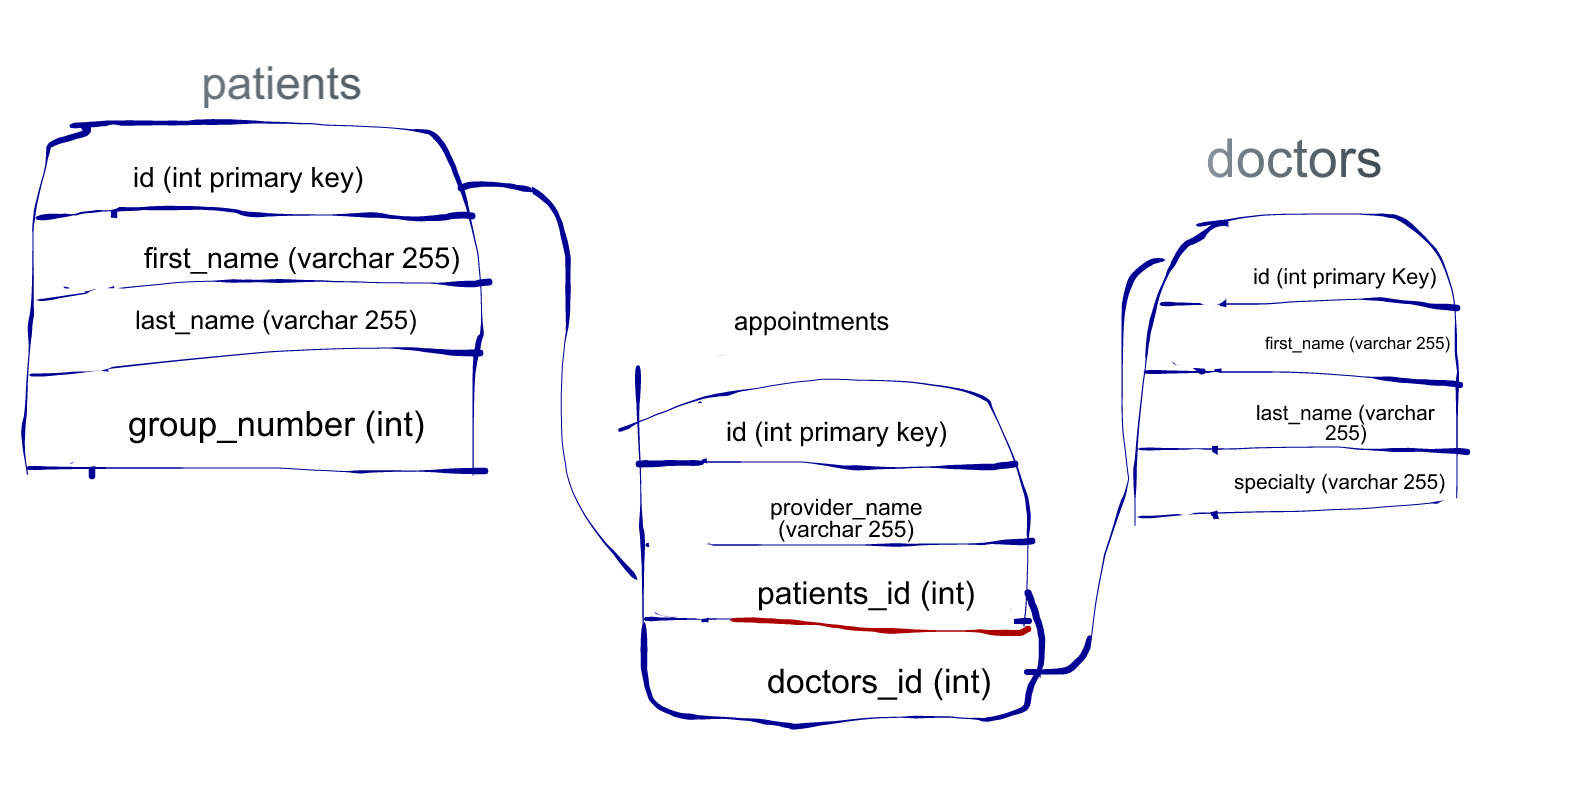 patients
id (int primary key)
first_name (varchar 255)
last_name (varchar 255)
group_number (int)
appointments
id (int primary key)
provider_name
(varchar 255)
patients_id (int)
doctors_id (int)
doctors
id (int primary Key)
first_name (varchar 255)
last_name (varchar
255)
specialty (varchar 255)